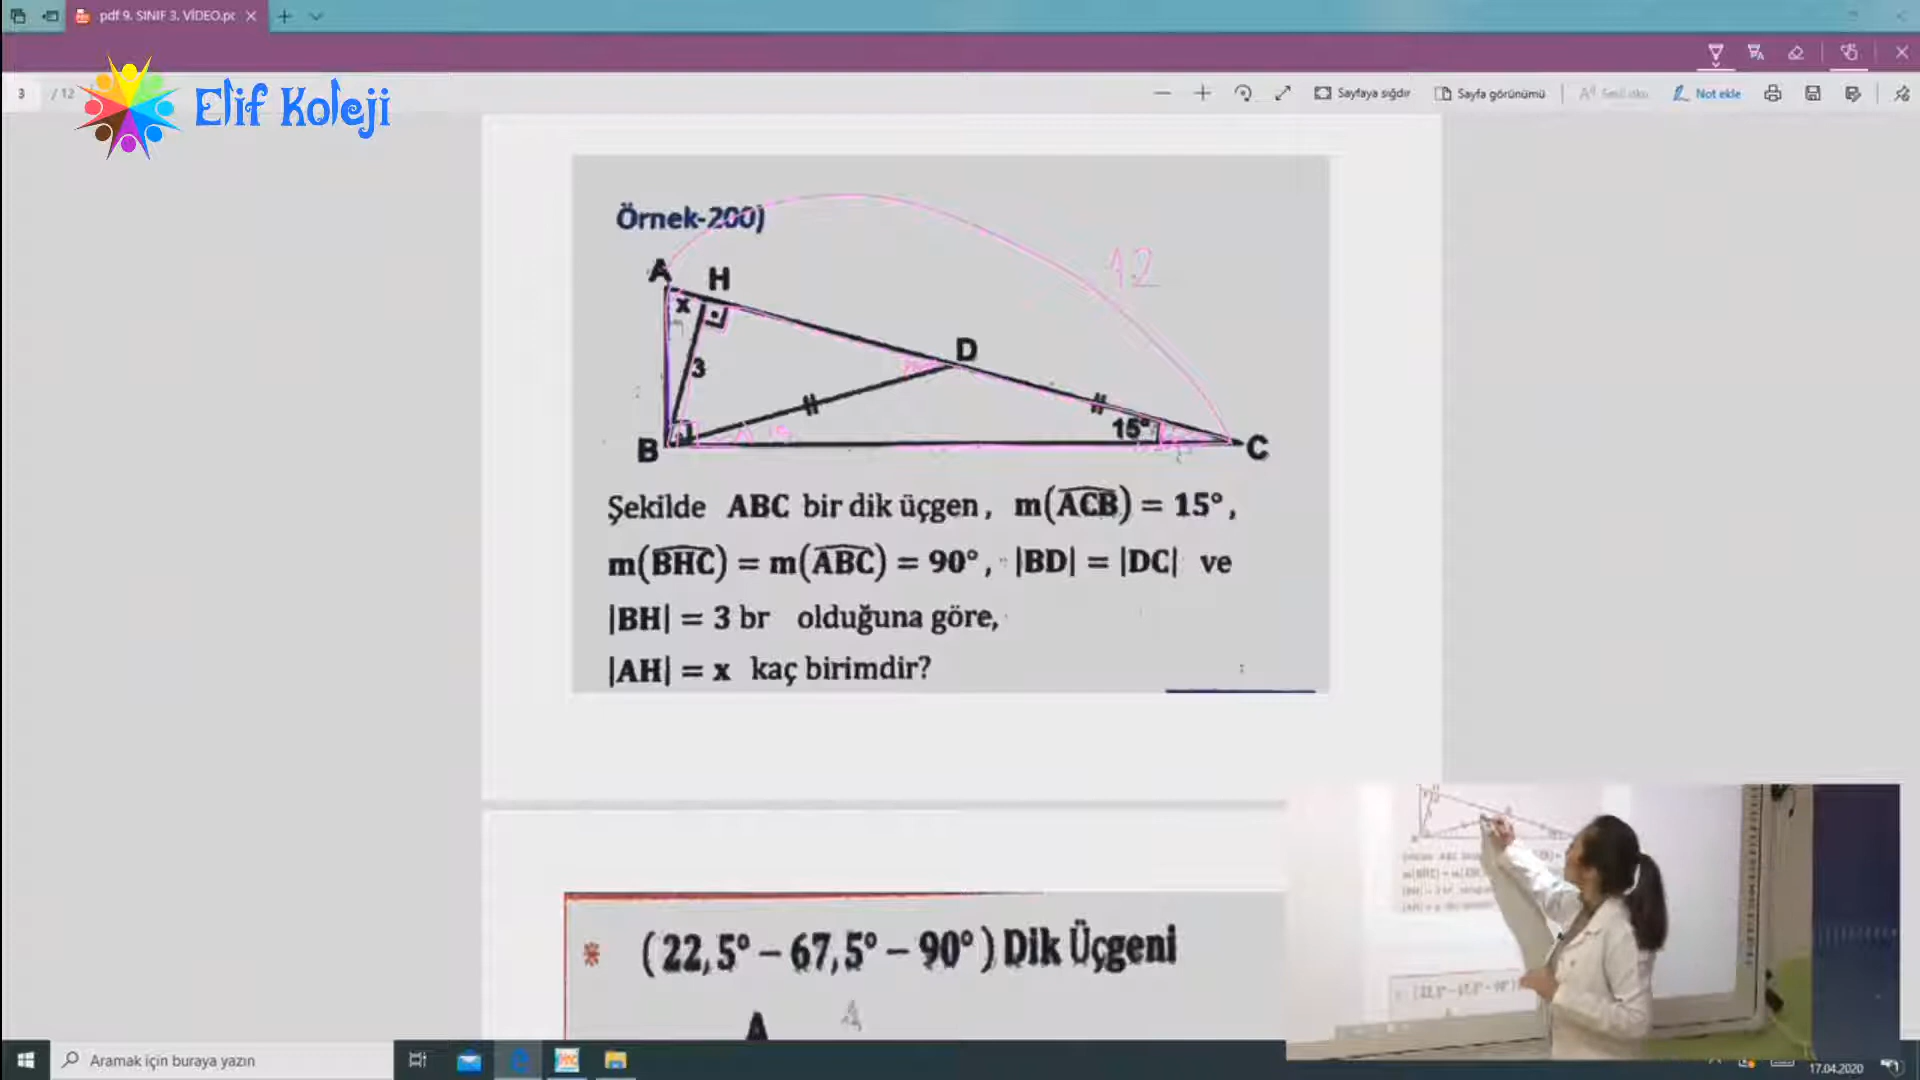 pdf 9. SINIF 3. VİDEO.pc
3 / 12
Elif Koleji
Sayfaya sığdır
Sayfa görünümü
Not ekle
Örnek-200)
12
A H
x
D
3
15°
B C
Şekilde ABC bir dik üçgen, m(ACB) = 15°,
m(BHC) = m(ABC) = 90°, |BD| = |DC| ve
|BH| = 3 br olduğuna göre,
|AH| = x kaç birimdir?
* (22,5° – 67,5° – 90°) Dik Üçgeni
A
Aramak için buraya yazın
17.04.2020